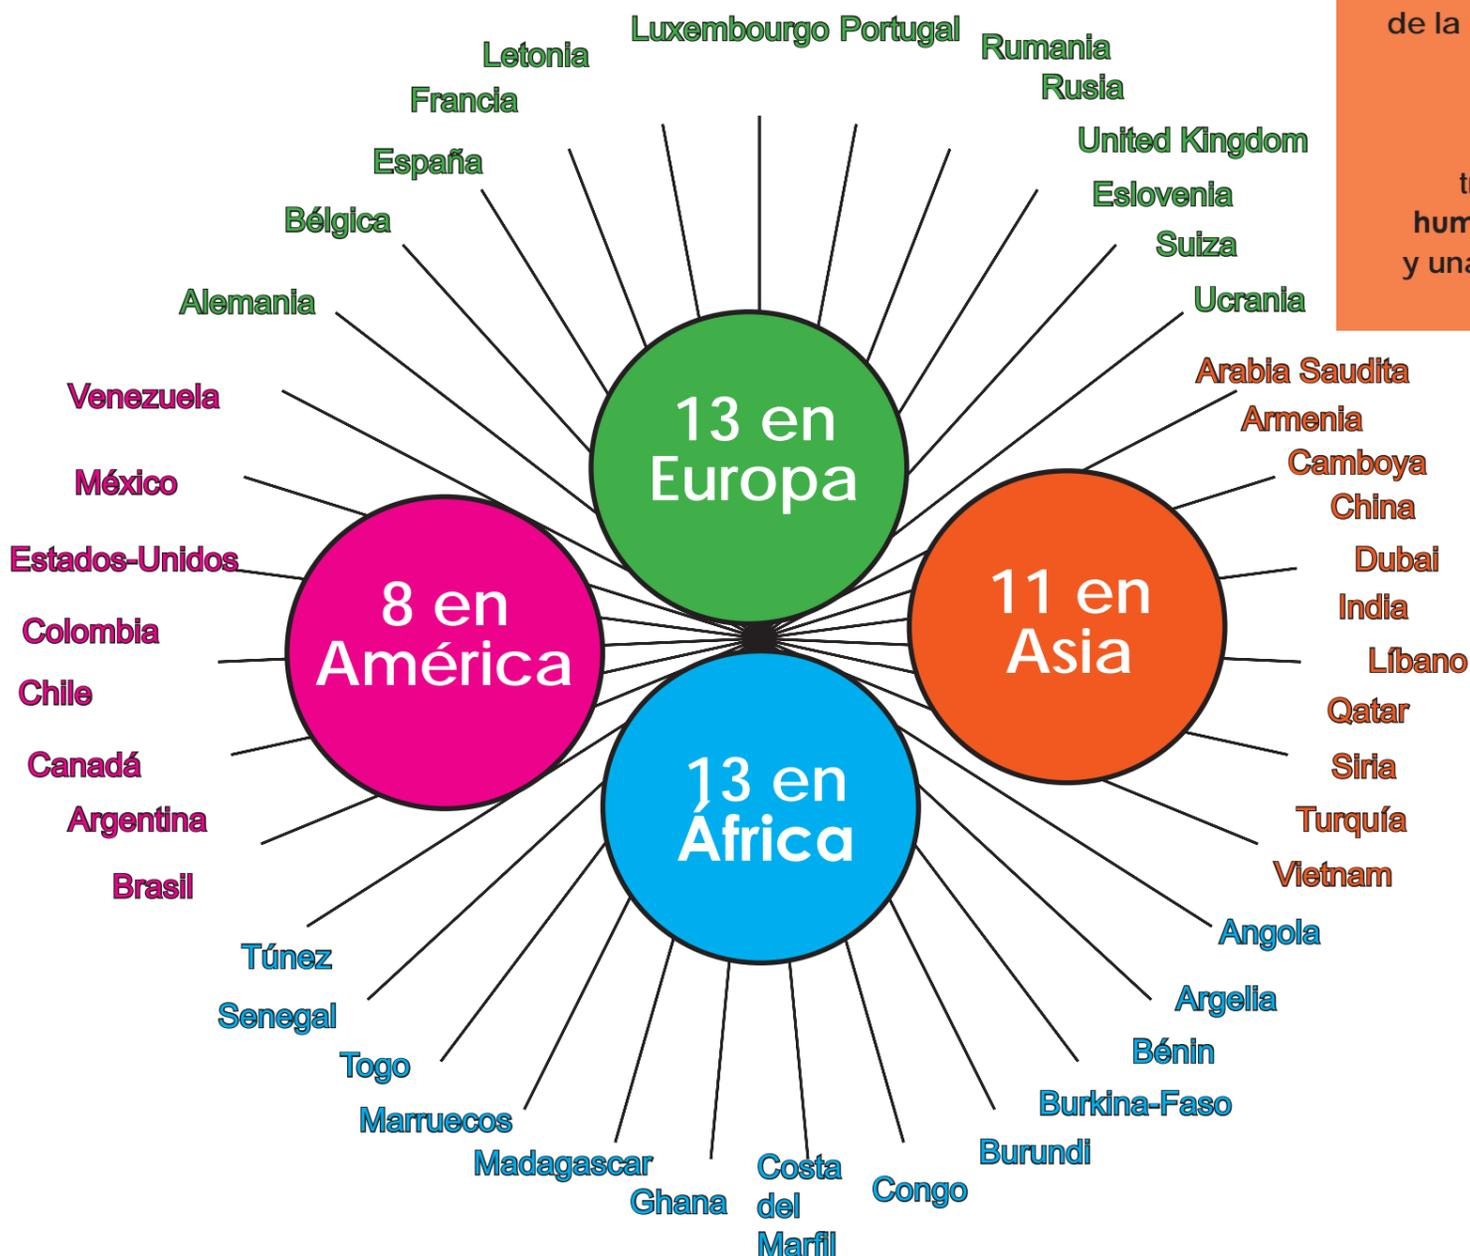 Luxembourgo Portugal
Letonia
Rumania
Francia
Rusia
España
United Kingdom
Bélgica
Eslovenia
Suiza
Alemania
Ucrania
13 en
Europa
Venezuela
México
Estados-Unidos
Colombia
Chile
Canadá
Argentina
Brasil
8 en
América
Arabia Saudita
Armenia
Camboya
China
Dubai
India
Líbano
Qatar
Siria
Turquía
Vietnam
11 en
Asia
13 en
África
Túnez
Senegal
Togo
Marruecos
Madagascar
Ghana
Costa
del
Marfil
Congo
Burundi
Burkina-Faso
Bénin
Argelia
Angola
de la
y